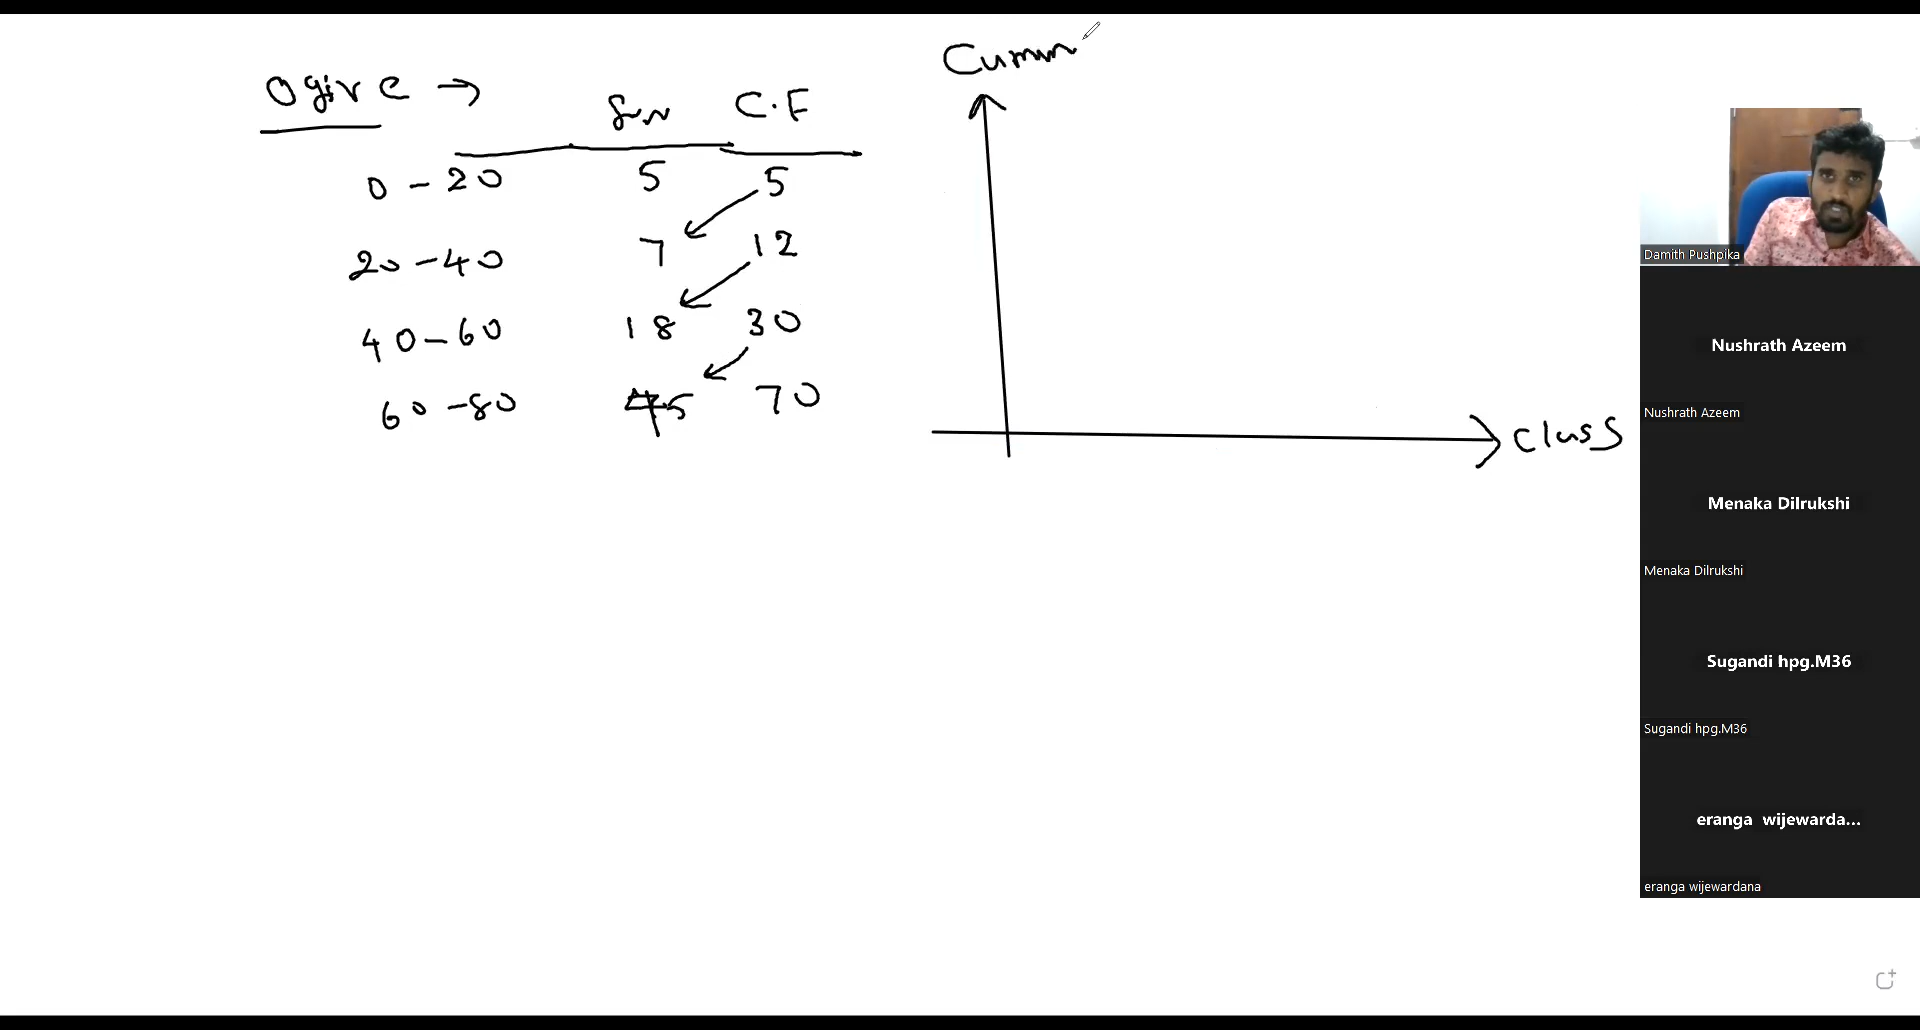 Ogive →
C.F
0 - 20 5 5
20 - 40 7 12
40 - 60 18 30
60 - 80 45 70
Cumm
class
Damith Pushpika
Nushrath Azeem
Nushrath Azeem
Menaka Dilrukshi
Menaka Dilrukshi
Sugandi hpg.M36
Sugandi hpg.M36
eranga wijewarda...
eranga wijewardana